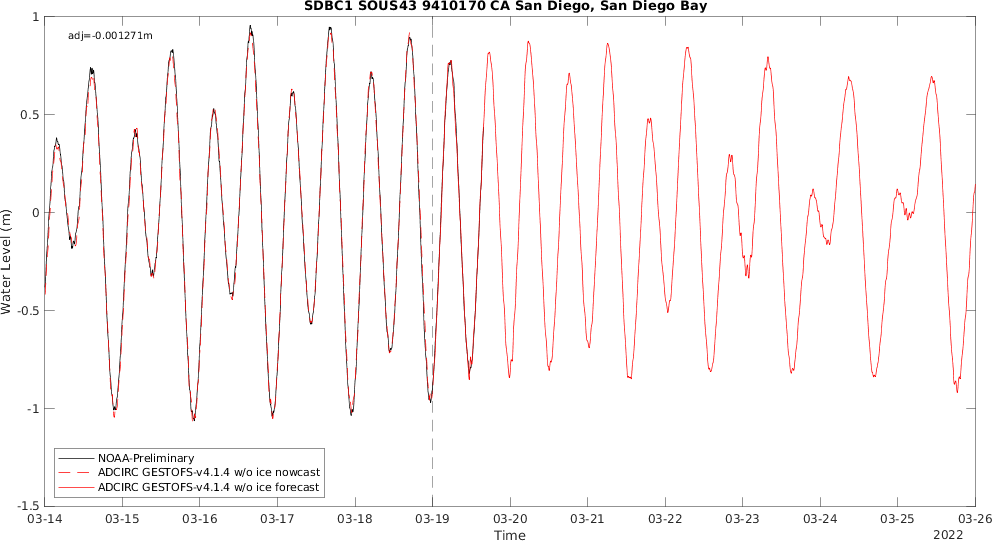 SDBC1 SOUS43 9410170 CA San Diego, San Diego Bay
adj=-0.001271m
1
0.5
0
-0.5
-1
-1.5
Water Level (m)
NOAA-Preliminary
ADCIRC GESTOFS-v4.1.4 w/o ice nowcast
ADCIRC GESTOFS-v4.1.4 w/o ice forecast
03-14 03-15 03-16 03-17 03-18 03-19 03-20 03-21 03-22 03-23 03-24 03-25 03-26
Time
2022